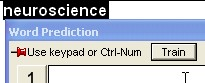 neuroscience
Word Prediction
Use keypad or Ctrl-Num Train
1